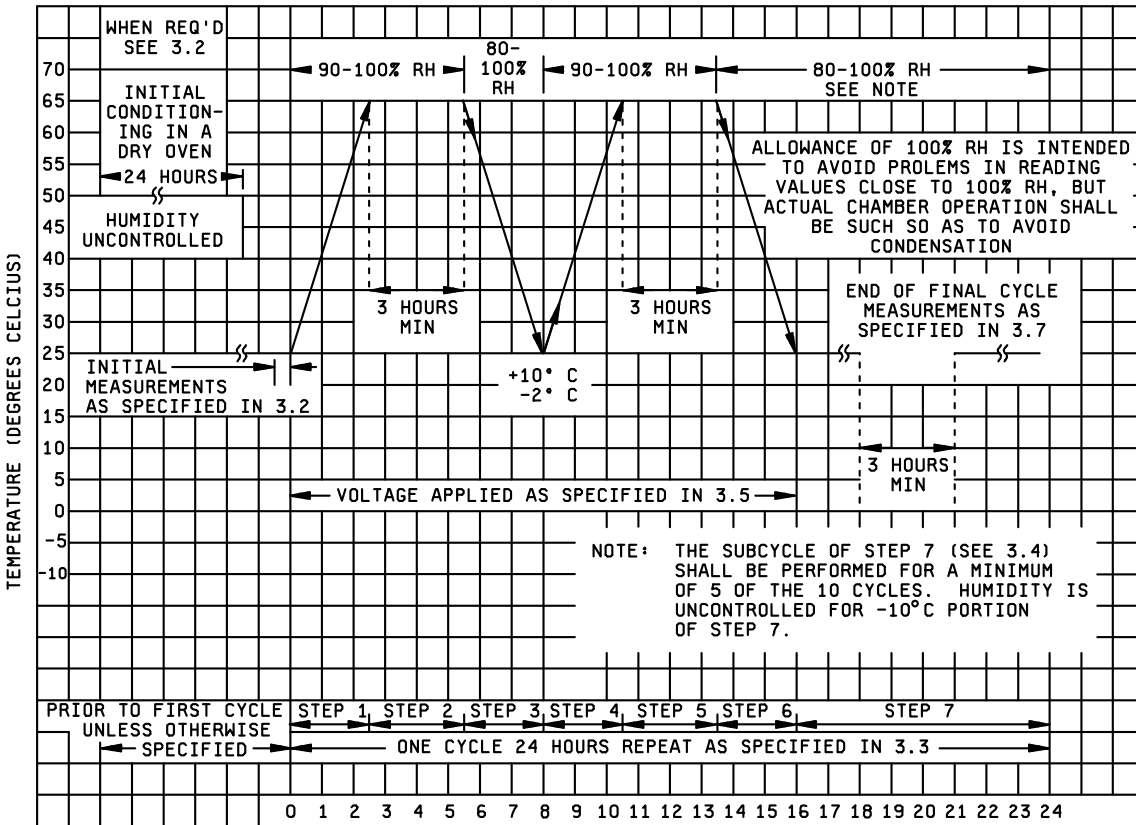 WHEN REQ'D
SEE 3.2
INITIAL
CONDITION-
ING IN A
DRY OVEN
24 HOURS
HUMIDITY
UNCONTROLLED
90-100% RH
80-
100%
RH
90-100% RH
80-100% RH
SEE NOTE
ALLOWANCE OF 100% RH IS INTENDED
TO AVOID PROLEMS IN READING
VALUES CLOSE TO 100% RH, BUT
ACTUAL CHAMBER OPERATION SHALL
BE SUCH SO AS TO AVOID
CONDENSATION
3 HOURS
MIN
3 HOURS
MIN
END OF FINAL CYCLE
MEASUREMENTS AS
SPECIFIED IN 3.7
INITIAL
MEASUREMENTS
AS SPECIFIED IN 3.2
+10° C
-2° C
3 HOURS
MIN
VOLTAGE APPLIED AS SPECIFIED IN 3.5
NOTE: THE SUBCYCLE OF STEP 7 (SEE 3.4)
SHALL BE PERFORMED FOR A MINIMUM
OF 5 OF THE 10 CYCLES. HUMIDITY IS
UNCONTROLLED FOR -10°C PORTION
OF STEP 7.
TEMPERATURE (DEGREES CELCIUS)
70
65
60
55
50
45
40
35
30
25
20
15
10
5
0
-5
-10
PRIOR TO FIRST CYCLE
UNLESS OTHERWISE
SPECIFIED
STEP 1 STEP 2 STEP 3 STEP 4 STEP 5 STEP 6 STEP 7
ONE CYCLE 24 HOURS REPEAT AS SPECIFIED IN 3.3
0 1 2 3 4 5 6 7 8 9 10 11 12 13 14 15 16 17 18 19 20 21 22 23 24